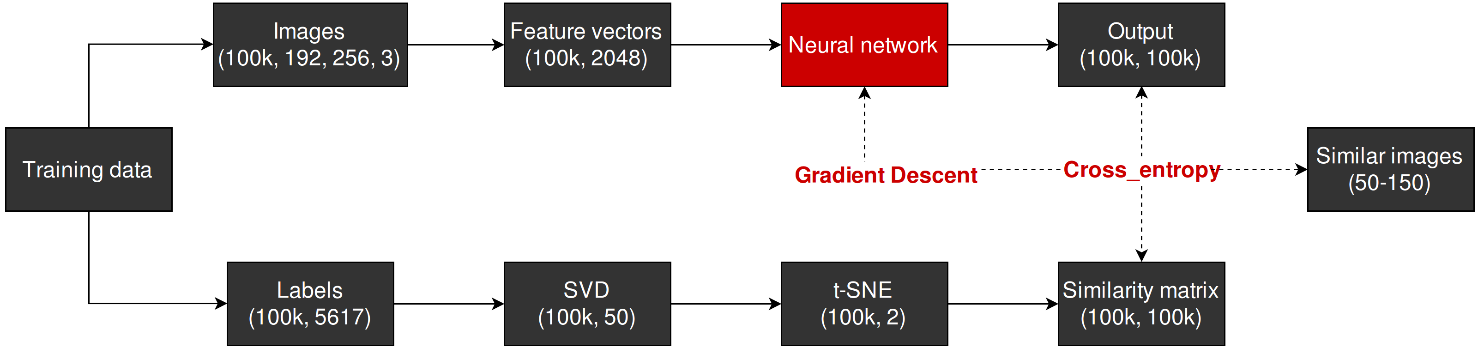 Images
(100k, 192, 256, 3)
Feature vectors
(100k, 2048)
Neural network
Output
(100k, 100k)
Training data
Gradient Descent
Cross_entropy
Similar images
(50-150)
Labels
(100k, 5617)
SVD
(100k, 50)
t-SNE
(100k, 2)
Similarity matrix
(100k, 100k)